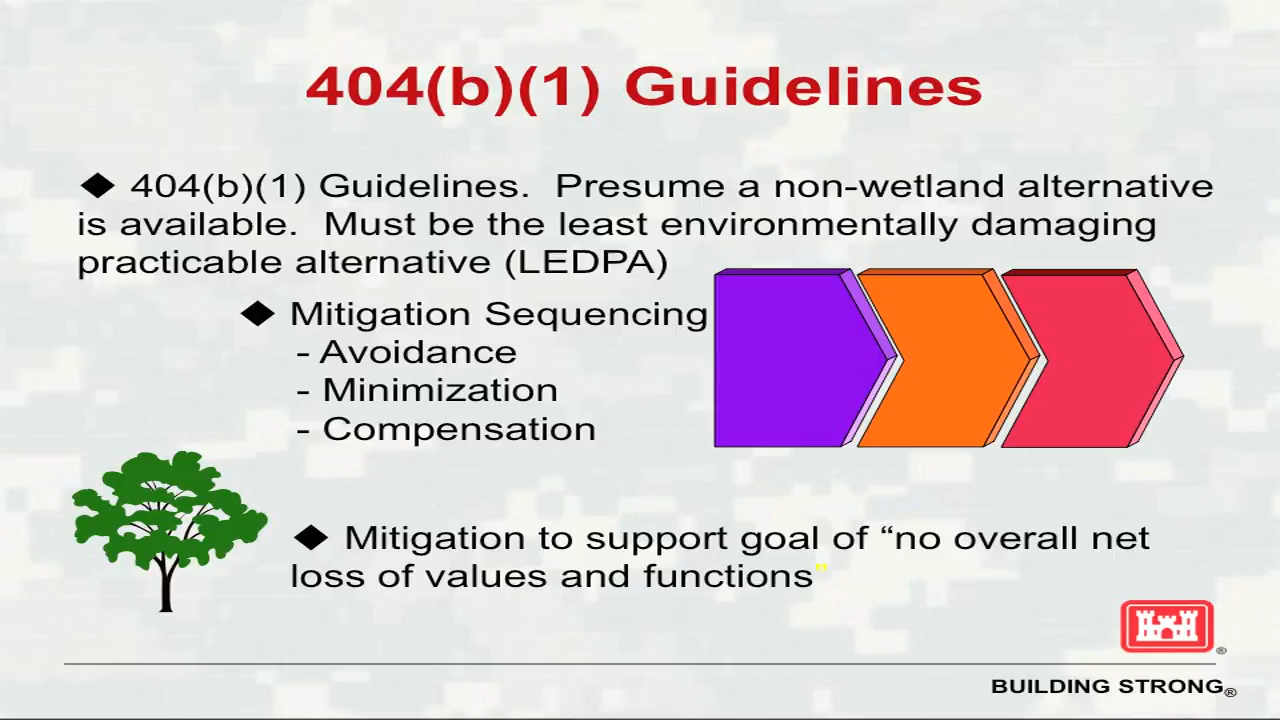 404(b)(1) Guidelines
◆ 404(b)(1) Guidelines.  Presume a non-wetland alternative
is available.  Must be the least environmentally damaging
practicable alternative (LEDPA)
◆ Mitigation Sequencing
- Avoidance
- Minimization
- Compensation
◆ Mitigation to support goal of “no overall net
loss of values and functions”
®
BUILDING STRONG®